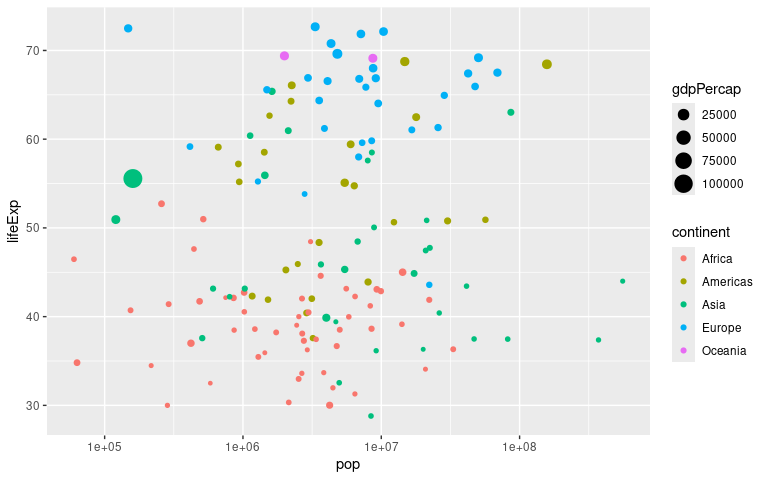 lifeExp
70
60
50
40
30
1e+05 1e+06 1e+07 1e+08
pop
gdpPercap
25000
50000
75000
100000
continent
Africa
Americas
Asia
Europe
Oceania